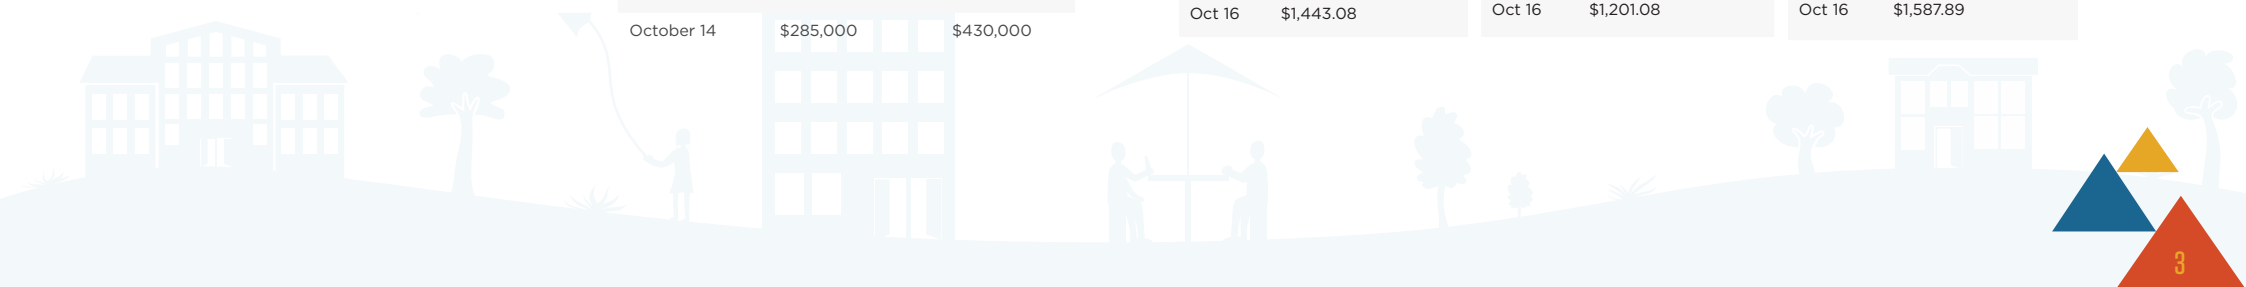 October 14 $285,000 $430,000
Oct 16 $1,443.08
Oct 16 $1,201.08
Oct 16 $1,587.89
3